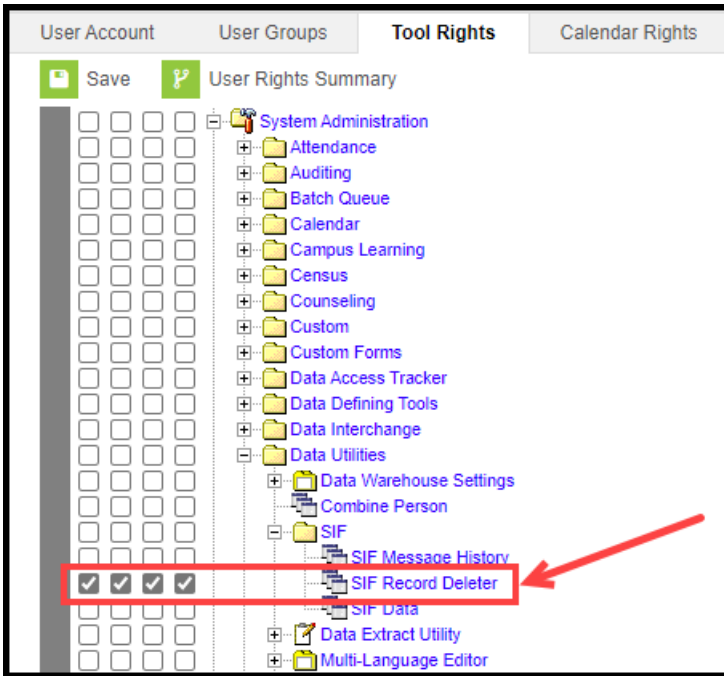 User Account User Groups Tool Rights Calendar Rights
Save User Rights Summary
System Administration
Attendance
Auditing
Batch Queue
Calendar
Campus Learning
Census
Counseling
Custom
Custom Forms
Data Access Tracker
Data Defining Tools
Data Interchange
Data Utilities
Data Warehouse Settings
Combine Person
SIF
SIF Message History
SIF Record Deleter
SIF Data
Data Extract Utility
Multi-Language Editor